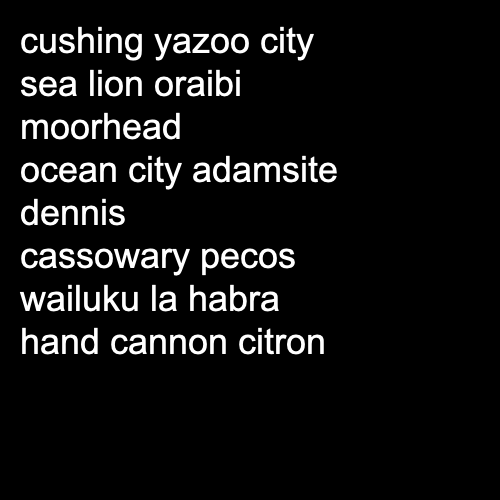 cushing yazoo city
sea lion oraibi
moorhead
ocean city adamsite
dennis
cassowary pecos
wailuku la habra
hand cannon citron